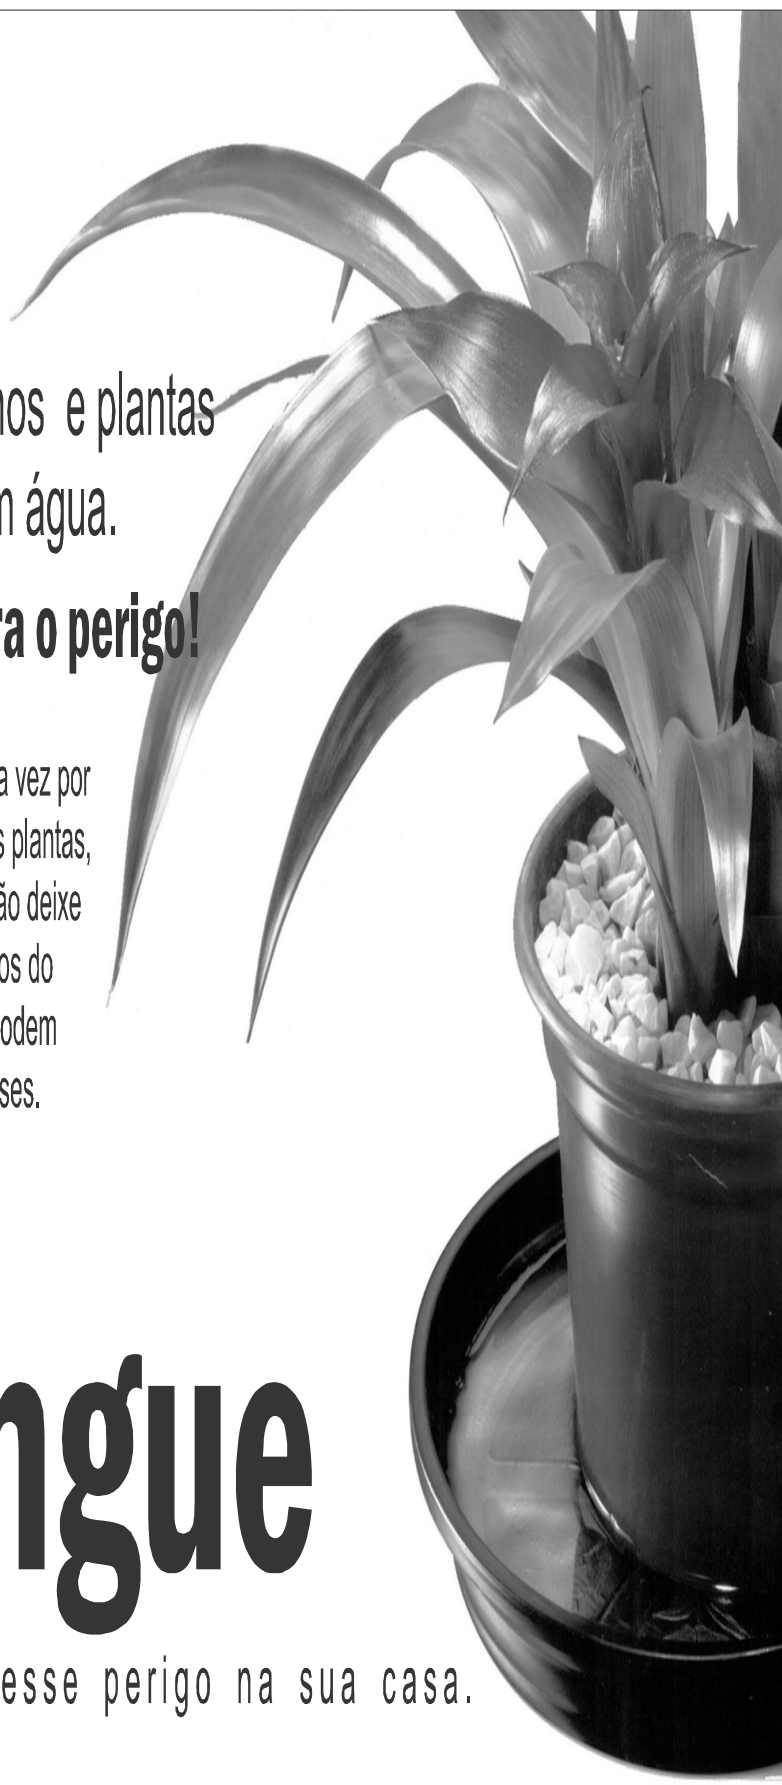 nos e plantas
m água.
ra o perigo!
a vez por
s plantas,
ão deixe
os do
odem
ses.
ngue
esse perigo na sua casa.